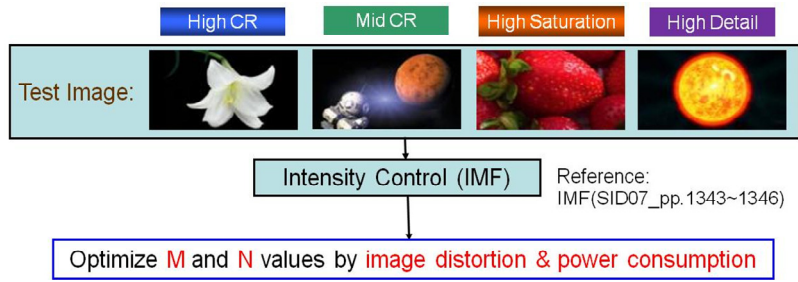 High CR
Mid CR
High Saturation
High Detail
Test Image:
Intensity Control (IMF)
Reference:
IMF(SID07_pp.1343~1346)
Optimize M and N values by image distortion & power consumption